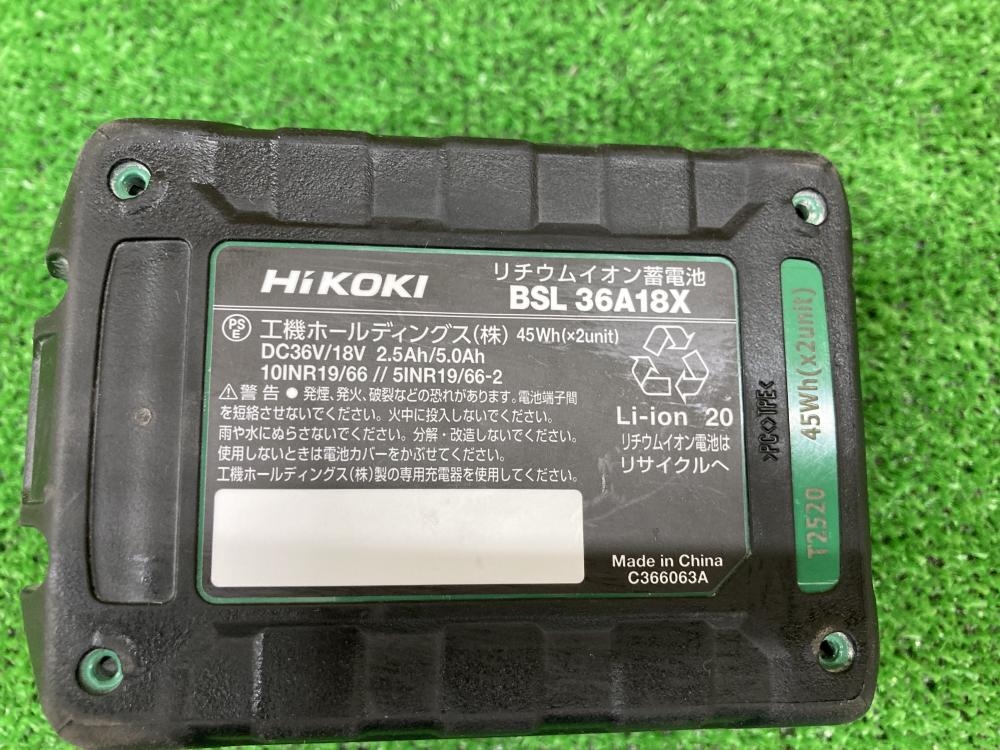 HiKOKI
リチウムイオン蓄電池
BSL 36A18X
PS
E
工機ホールディングス(株) 45Wh(x2unit)
DC36V/18V 2.5Ah/5.0Ah
10INR19/66 // 5INR19/66-2
⚠警告 ● 発煙、発火、破裂などの恐れがあります。電池端子間
を短絡させないでください。火中に投入しないでください。
雨や水にぬらさないでください。分解・改造しないでください。
使用しないときは電池カバーをかぶせてください。
工機ホールディングス(株)製の専用充電器を使用してください。
Li-ion 20
リチウムイオン電池は
リサイクルへ
Made in China
C366063A
>PC<>TPE<
T2520 45Wh(x2unit)